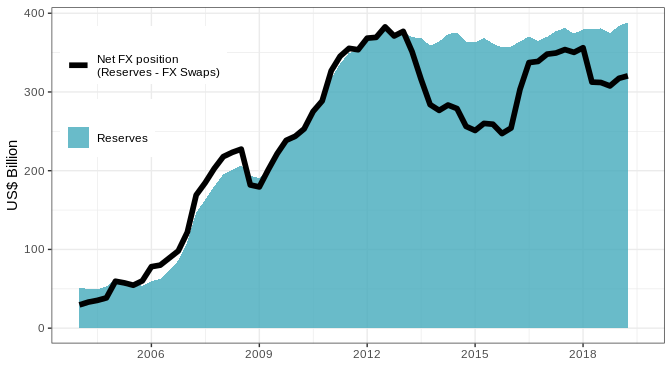 400
300
200
100
0
US$ Billion
Net FX position
(Reserves - FX Swaps)
Reserves
2006
2009
2012
2015
2018